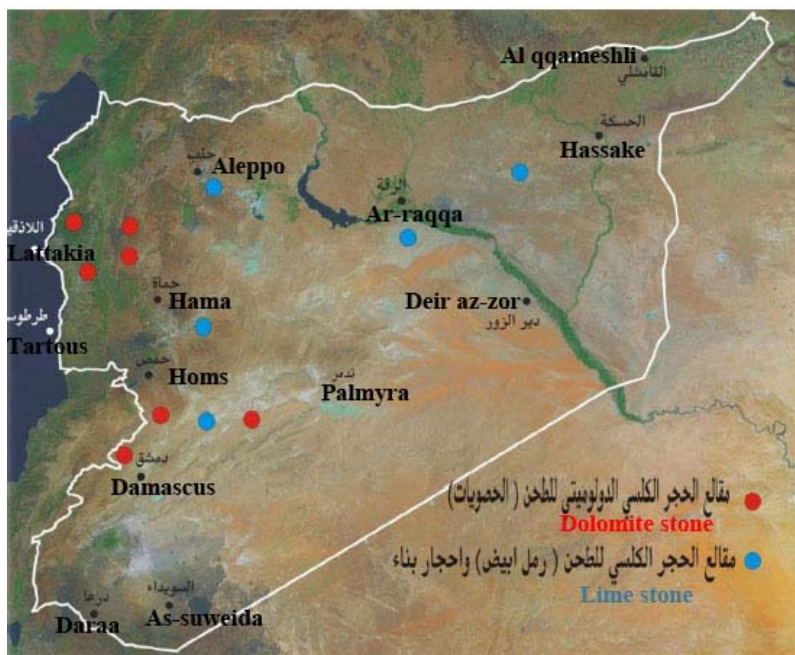 Al qqameshli
القامشلي
الحسكة
Hassake
حلب
Aleppo
الرقة
Ar-raqqa
اللاذقية
Lattakia
حماة
Hama
Deir az-zor
دير الزور
طرطوس
Tartous
حمص
Homs
تدمر
Palmyra
دمشق
Damascus
مقالع الحجر الكلسي الدولوميتي للطحن ( الحصويات)
Dolomite stone
مقالع الحجر الكلسي للطحن ( رمل ابيض) واحجار بناء
Lime stone
السويداء
As-suweida
درعا
Daraa